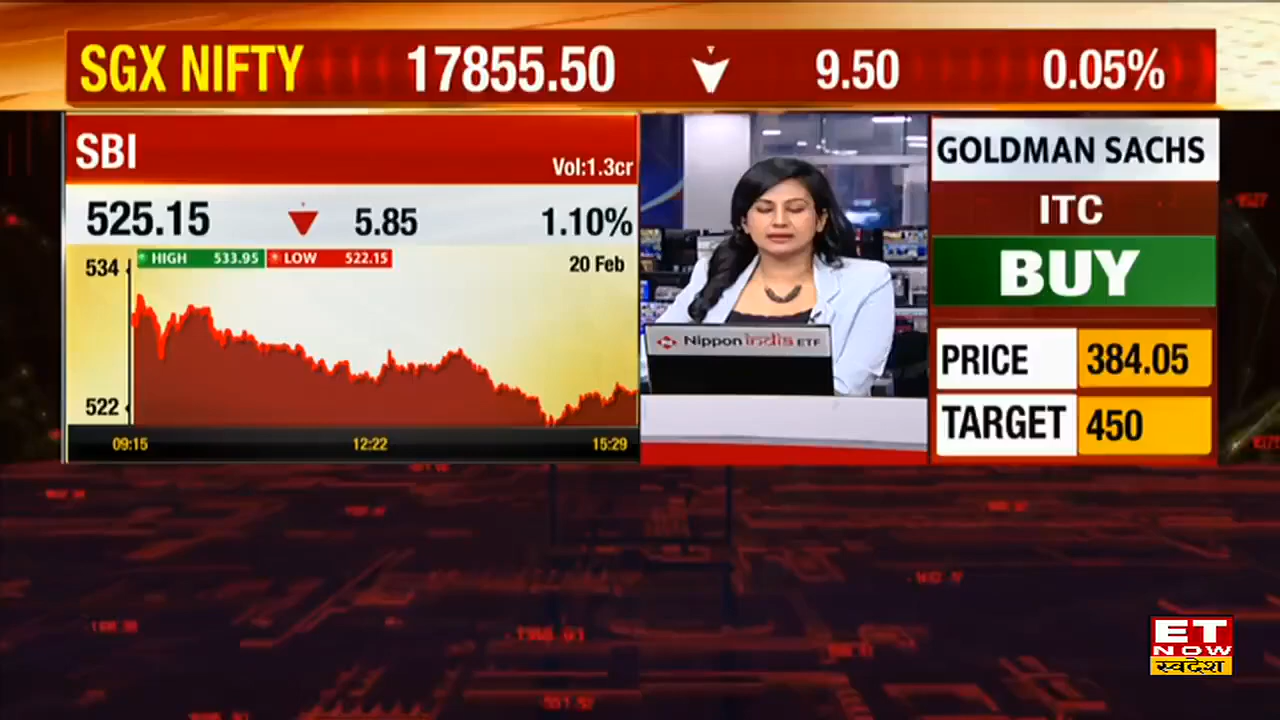 SGX NIFTY 17855.50 9.50 0.05%
SBI
Vol:1.3cr
525.15 5.85 1.10%
HIGH 533.95 LOW 522.15
20 Feb
534
522
09:15 12:22 15:29
Nippon india ETF
GOLDMAN SACHS
ITC
BUY
PRICE 384.05
TARGET 450
ET
NOW
स्वदेश